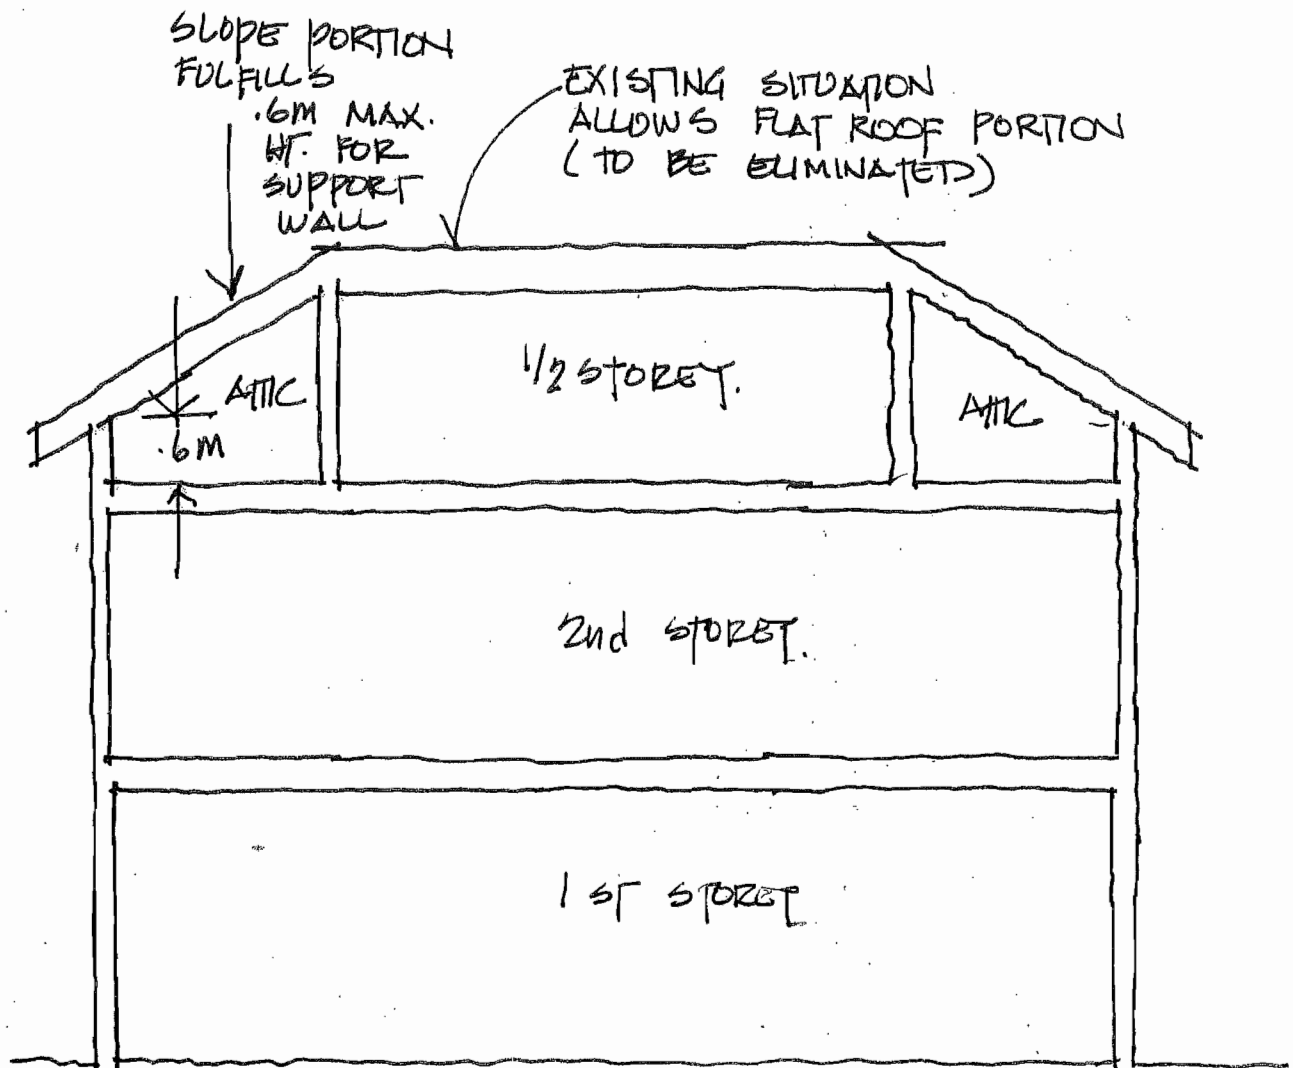 SLOPE PORTION
FULFILLS
.6M MAX.
HT. FOR
SUPPORT
WALL
EXISTING SITUATION
ALLOWS FLAT ROOF PORTION
(TO BE ELIMINATED)
1/2 STOREY.
ATTIC
ATTIC
.6M
2nd STOREY.
1 ST STOREY